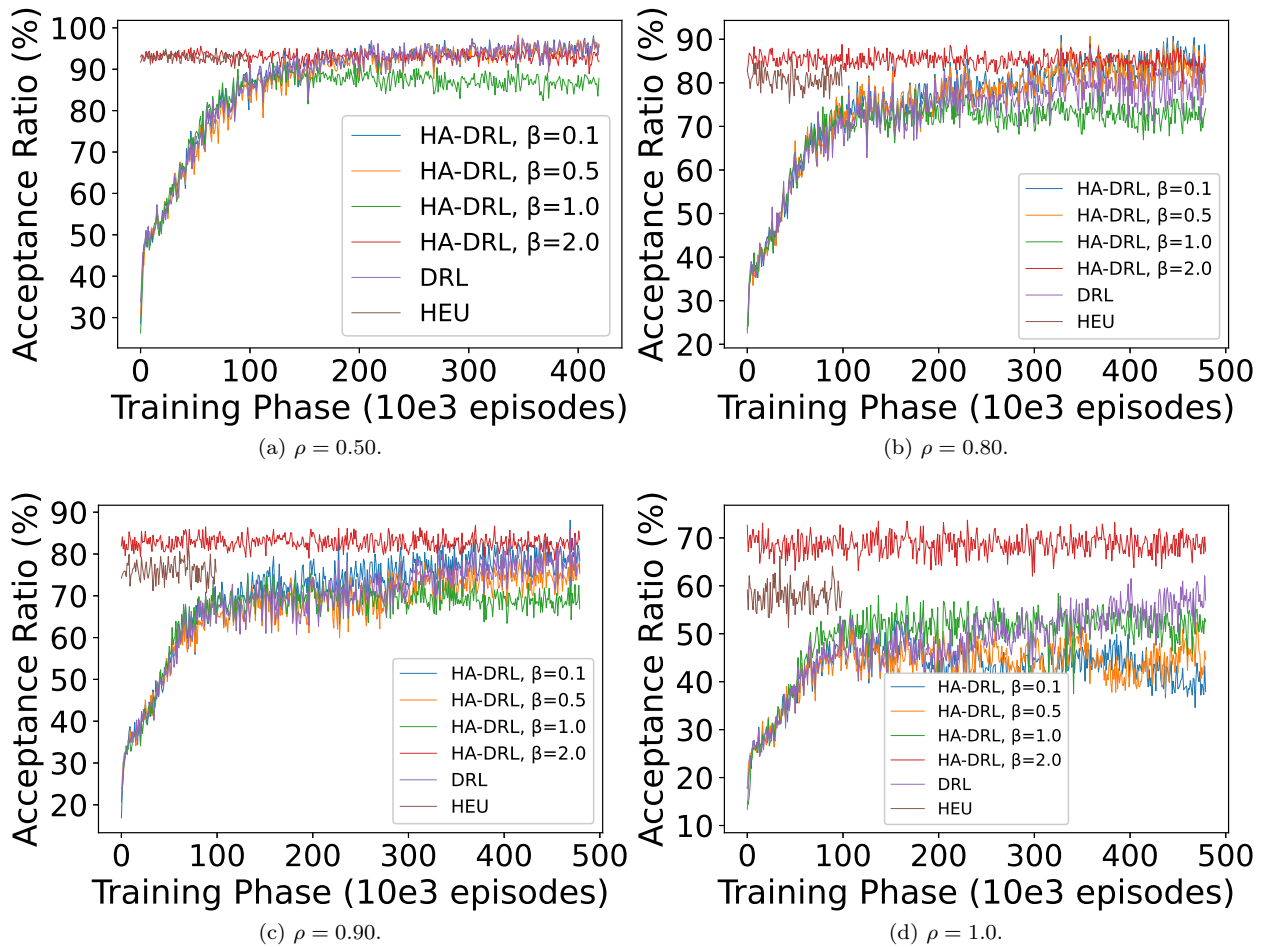 Acceptance Ratio (%)
100
90
80
70
60
50
40
30
HA-DRL, β=0.1
HA-DRL, β=0.5
HA-DRL, β=1.0
HA-DRL, β=2.0
DRL
HEU
0 100 200 300 400
Training Phase (10e3 episodes)
(a) ρ = 0.50.
Acceptance Ratio (%)
90
80
70
60
50
40
30
20
HA-DRL, β=0.1
HA-DRL, β=0.5
HA-DRL, β=1.0
HA-DRL, β=2.0
DRL
HEU
0 100 200 300 400 500
Training Phase (10e3 episodes)
(b) ρ = 0.80.
Acceptance Ratio (%)
90
80
70
60
50
40
30
20
HA-DRL, β=0.1
HA-DRL, β=0.5
HA-DRL, β=1.0
HA-DRL, β=2.0
DRL
HEU
0 100 200 300 400 500
Training Phase (10e3 episodes)
(c) ρ = 0.90.
Acceptance Ratio (%)
70
60
50
40
30
20
10
HA-DRL, β=0.1
HA-DRL, β=0.5
HA-DRL, β=1.0
HA-DRL, β=2.0
DRL
HEU
0 100 200 300 400 500
Training Phase (10e3 episodes)
(d) ρ = 1.0.